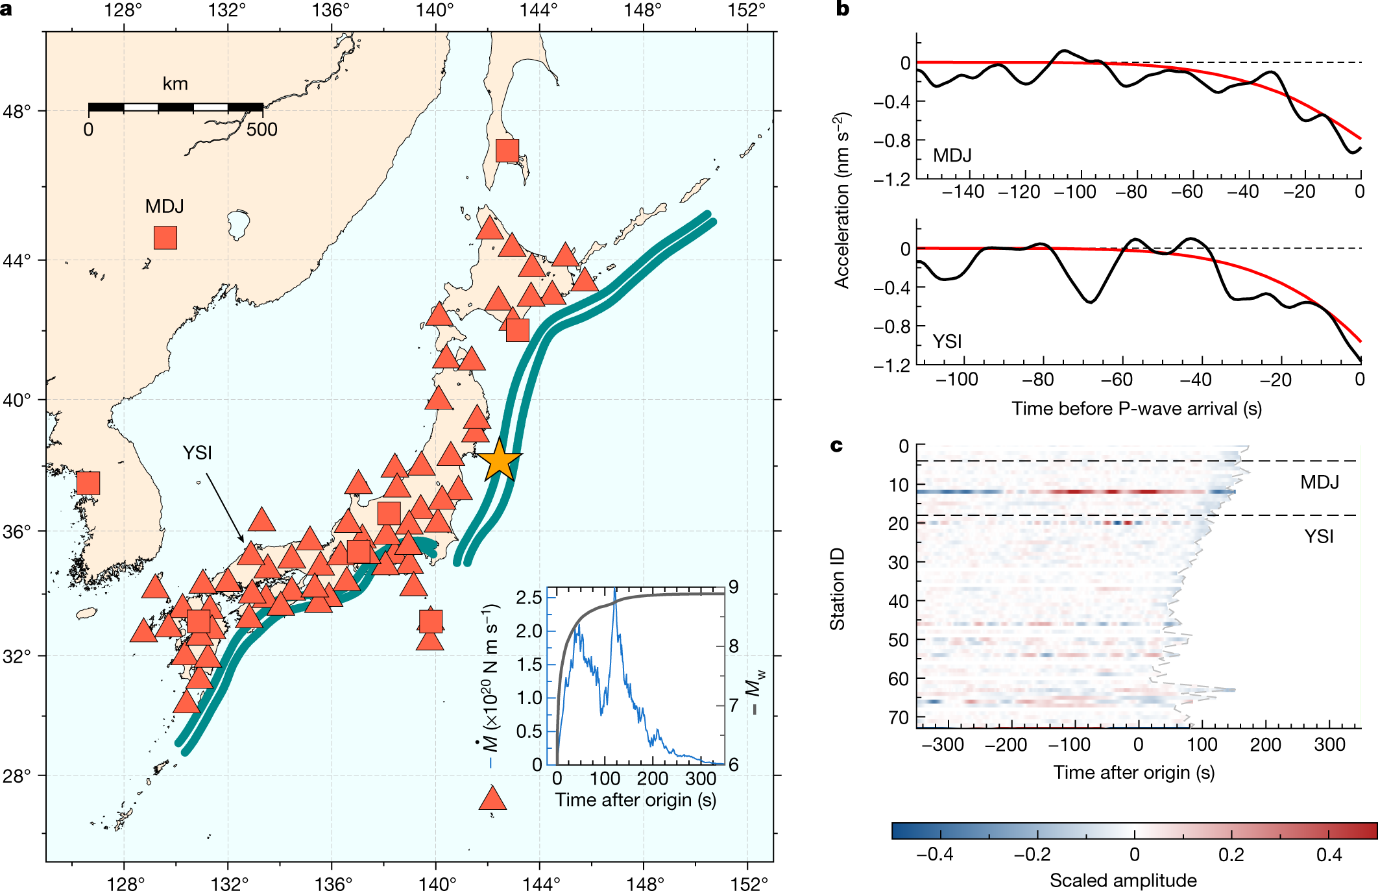 a
128° 132° 136° 140° 144° 148° 152°
km
0 500
48°
MDJ
44°
40°
YSI
36°
32°
28°
128° 132° 136° 140° 144° 148° 152°
2.5
2.0
1.5
1.0
0.5
0
9
8
7
6
Ṁ (×10²⁰ N m s⁻¹)
M_w
0 100 200 300
Time after origin (s)
b
0
−0.4
−0.8
−1.2
MDJ
−140 −120 −100 −80 −60 −40 −20 0
0
−0.4
−0.8
−1.2
YSI
−100 −80 −60 −40 −20 0
Acceleration (nm s⁻²)
Time before P-wave arrival (s)
c
0
10
20
30
40
50
60
70
Station ID
MDJ
YSI
−300 −200 −100 0 100 200 300
Time after origin (s)
−0.4 −0.2 0 0.2 0.4
Scaled amplitude